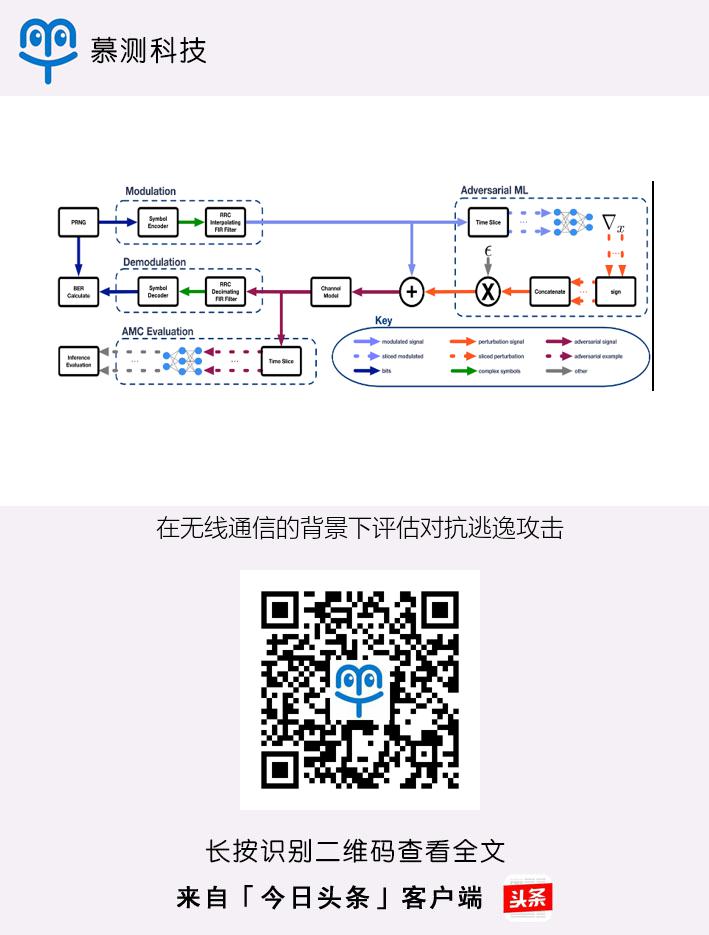 慕测科技
Modulation
Adversarial ML
PRNG
Symbol
Encoder
RRC
Interpolating
FIR Filter
Time Slice
...
∇x
ϵ
...
Demodulation
BER
Calculate
Symbol
Decoder
RRC
Decimating
FIR Filter
Channel
Model
+
X
Concatenate
...
sign
AMC Evaluation
Inference
Evaluation
...
...
Time Slice
Key
modulated signal
perturbation signal
adversarial signal
sliced modulated
sliced perturbation
adversarial example
bits
complex symbols
other
在无线通信的背景下评估对抗逃逸攻击
长按识别二维码查看全文
来自「今日头条」客户端
头条